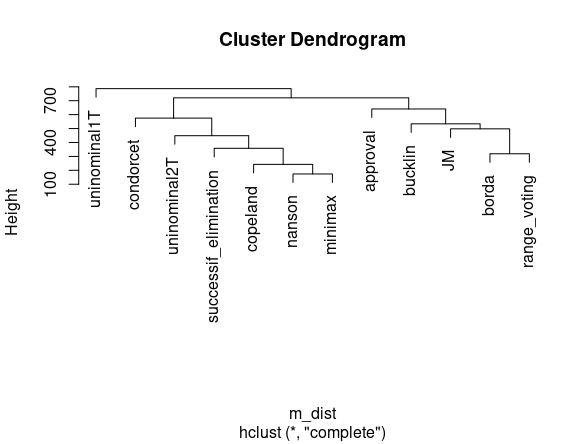 Cluster Dendrogram
Height
100
400
700
uninominal1T
condorcet
uninominal2T
successif_elimination
copeland
nanson
minimax
approval
bucklin
JM
borda
range_voting
m_dist
hclust (*, "complete")